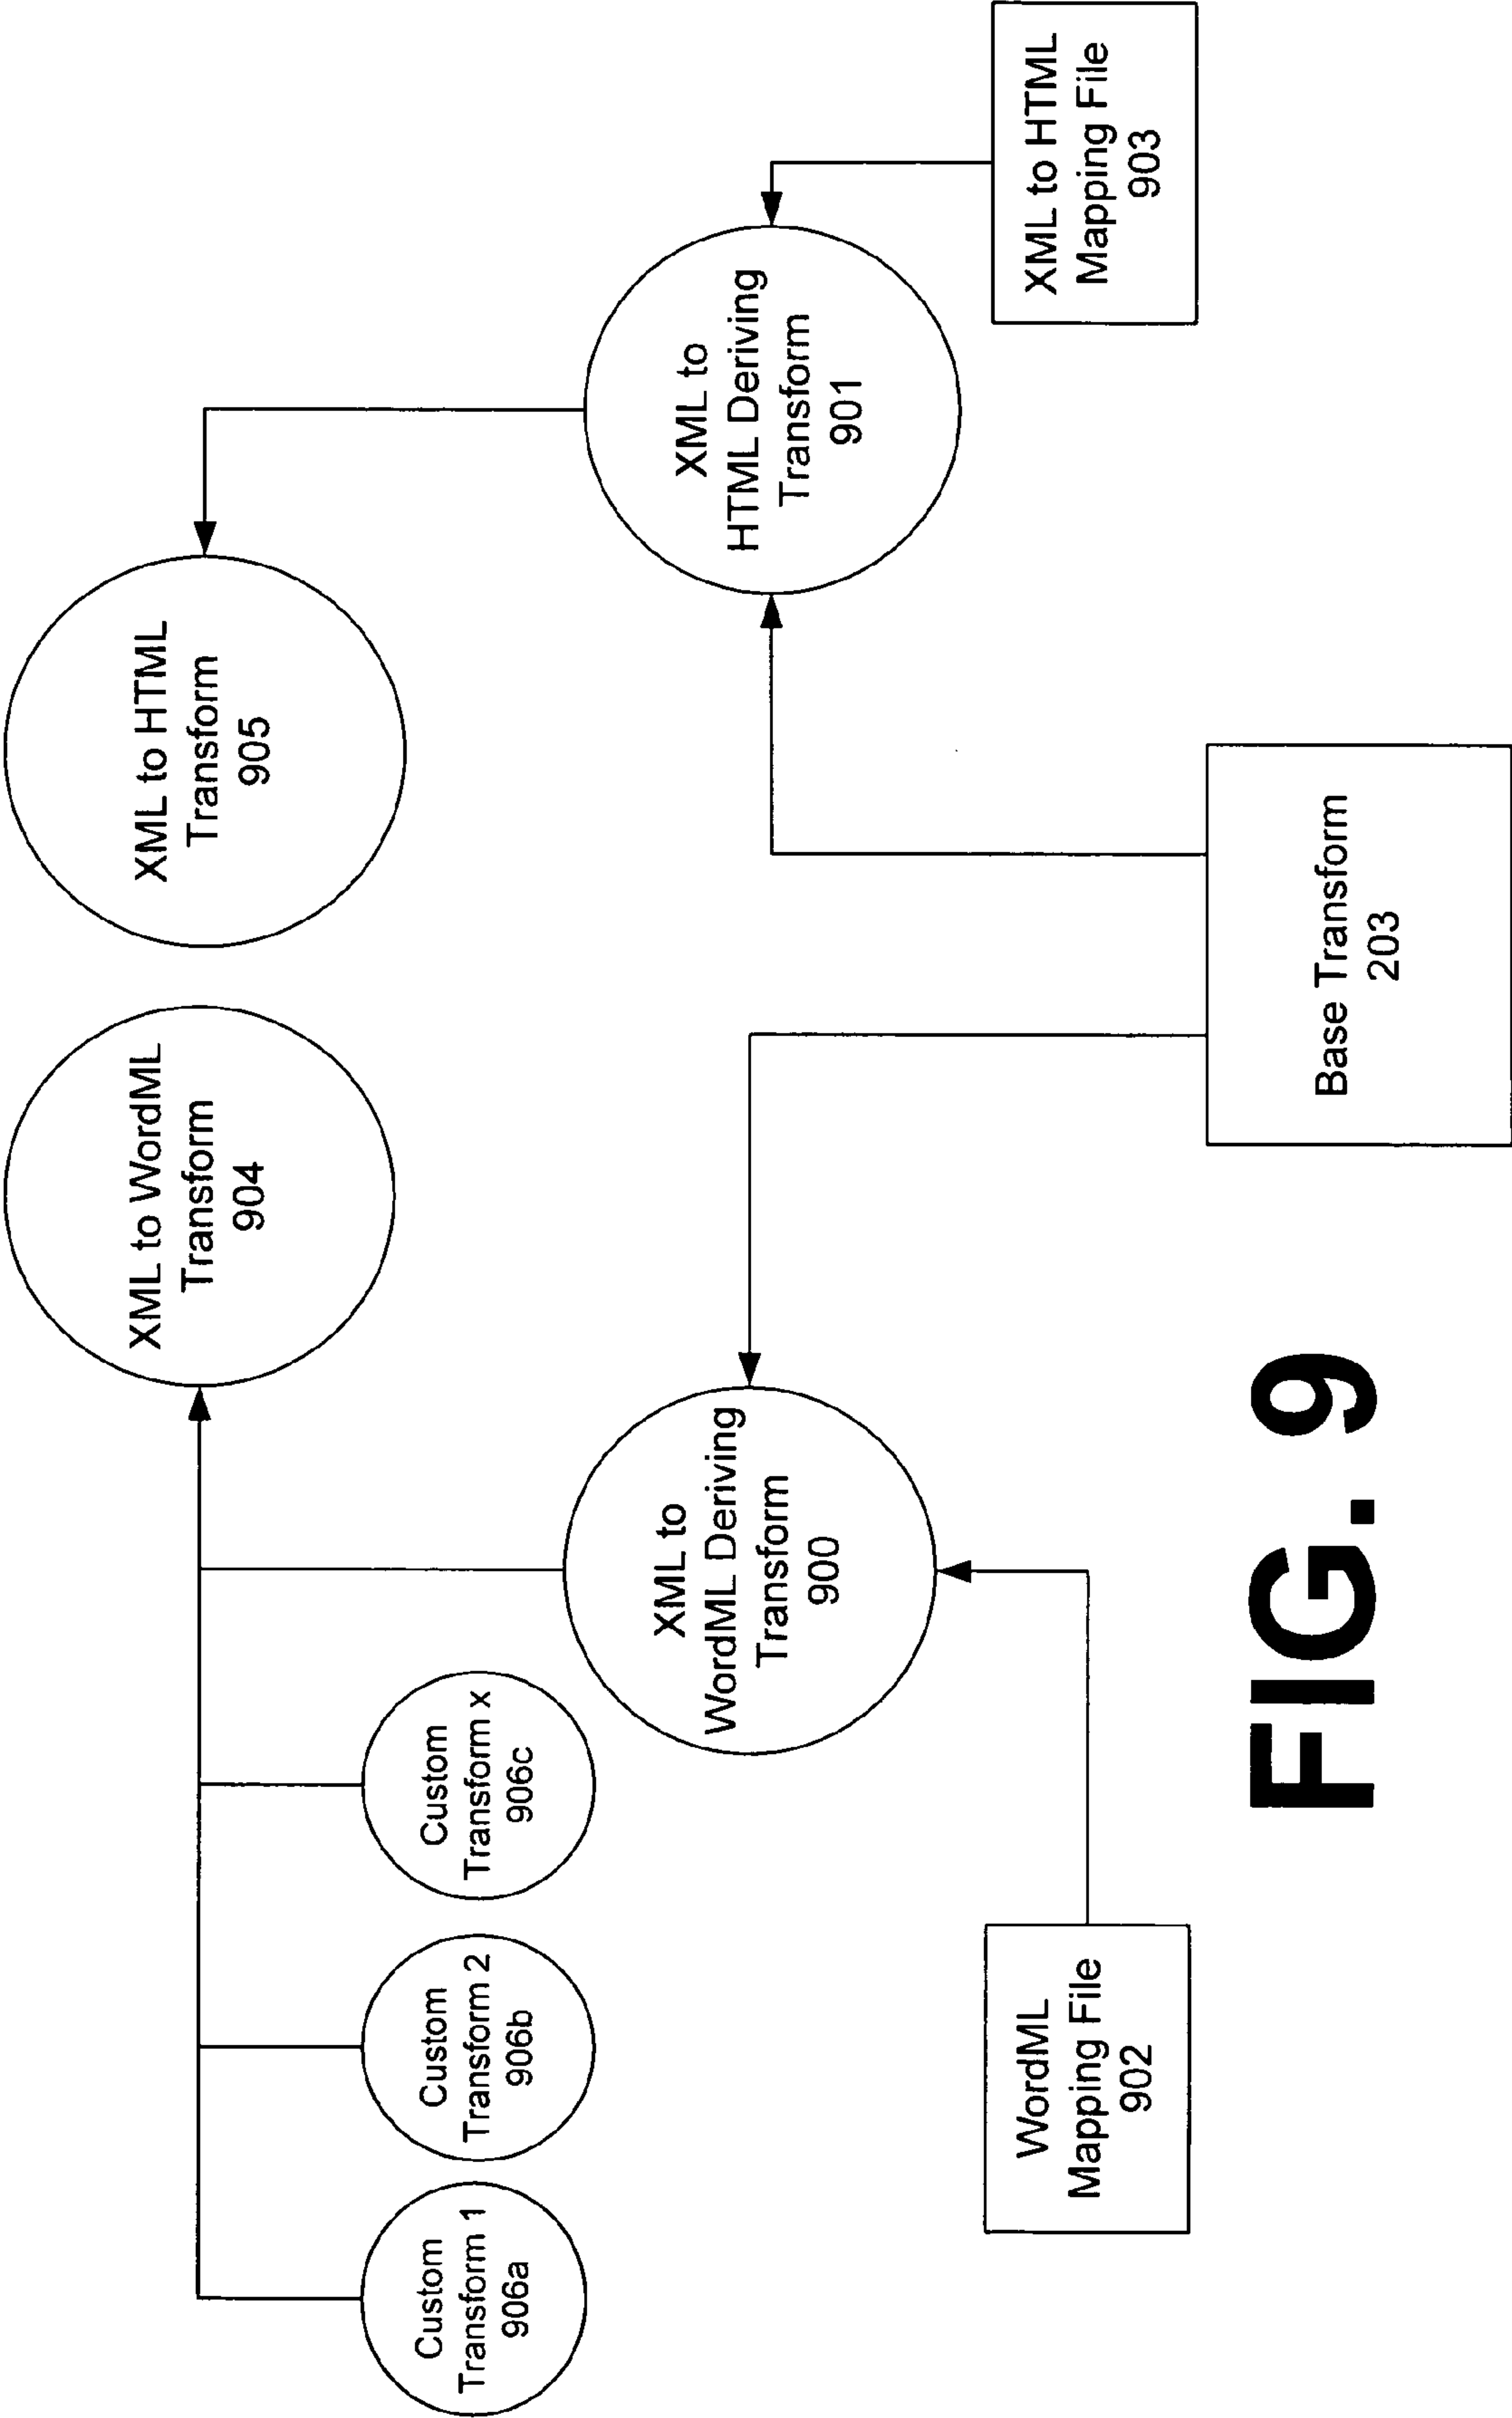 XML to WordML
Transform
904
XML to HTML
Transform
905
Custom
Transform 1
906a
Custom
Transform 2
906b
Custom
Transform x
906c
XML to
WordML Deriving
Transform
900
XML to
HTML Deriving
Transform
901
WordML
Mapping File
902
XML to HTML
Mapping File
903
Base Transform
203
FIG. 9